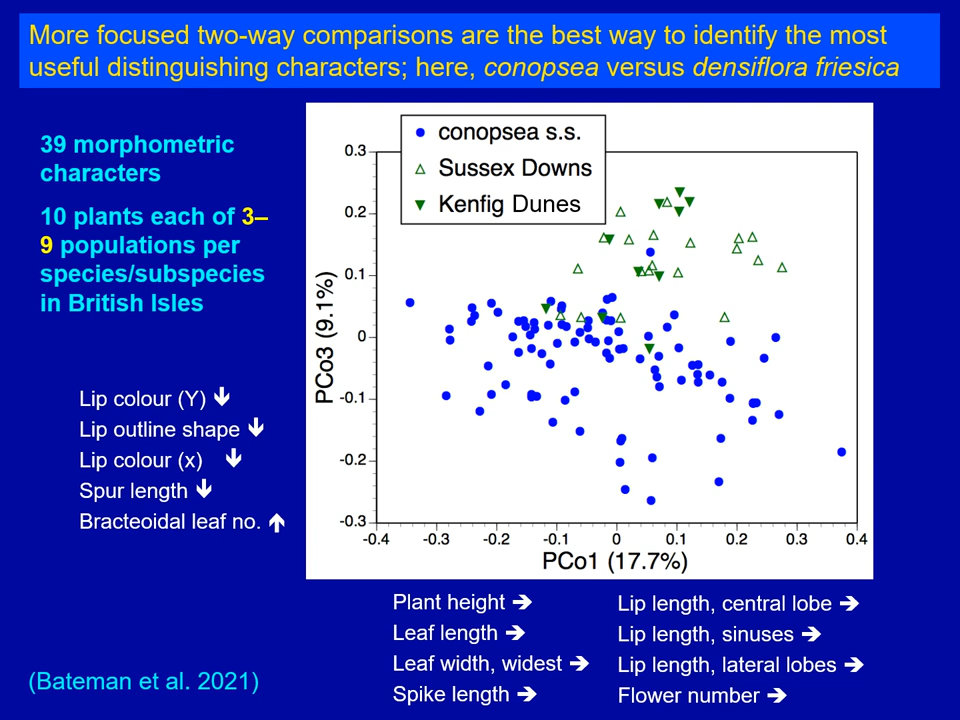 More focused two-way comparisons are the best way to identify the most
useful distinguishing characters; here, conopsea versus densiflora friesica
39 morphometric
characters
10 plants each of 3–
9 populations per
species/subspecies
in British Isles
Lip colour (Y) 🡻
Lip outline shape 🡻
Lip colour (x) 🡻
Spur length 🡻
Bracteoidal leaf no. 🡹
conopsea s.s.
Sussex Downs
Kenfig Dunes
PCo3 (9.1%)
0.3
0.2
0.1
0
-0.1
-0.2
-0.3
-0.4 -0.3 -0.2 -0.1 0 0.1 0.2 0.3 0.4
PCo1 (17.7%)
Plant height ➔
Leaf length ➔
Leaf width, widest ➔
Spike length ➔
Lip length, central lobe ➔
Lip length, sinuses ➔
Lip length, lateral lobes ➔
Flower number ➔
(Bateman et al. 2021)